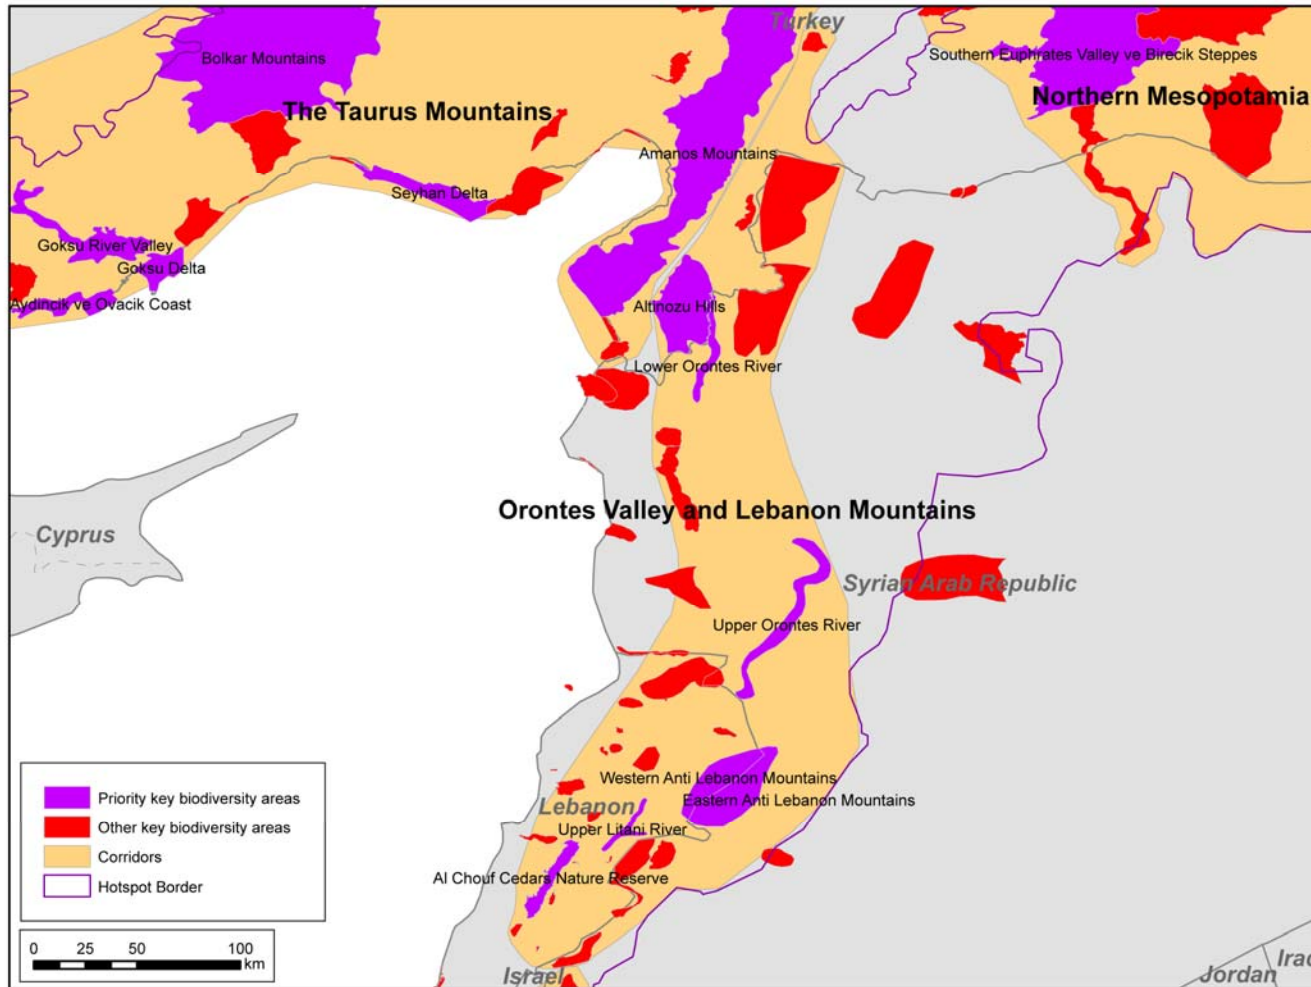 Turkey
Bolkar Mountains
Southern Euphrates Valley ve Birecik Steppes
The Taurus Mountains
Northern Mesopotamia
Amanos Mountains
Seyhan Delta
Goksu River Valley
Goksu Delta
Aydincik ve Ovacik Coast
Altinozu Hills
Lower Orontes River
Orontes Valley and Lebanon Mountains
Cyprus
Syrian Arab Republic
Upper Orontes River
Western Anti Lebanon Mountains
Eastern Anti Lebanon Mountains
Lebanon
Upper Litani River
Al Chouf Cedars Nature Reserve
Priority key biodiversity areas
Other key biodiversity areas
Corridors
Hotspot Border
0 25 50 100
km
Israel
Jordan